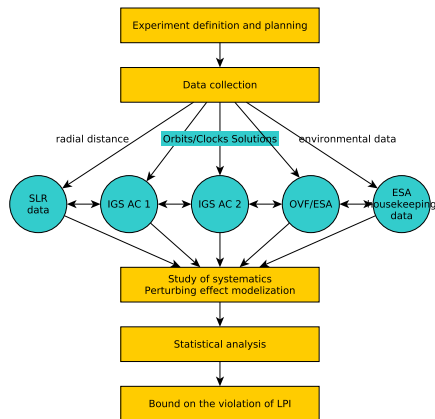 Experiment definition and planning
Data collection
radial distance
Orbits/Clocks Solutions
environmental data
SLR
data
IGS AC 1
IGS AC 2
OVF/ESA
ESA
housekeeping
data
Study of systematics
Perturbing effect modelization
Statistical analysis
Bound on the violation of LPI